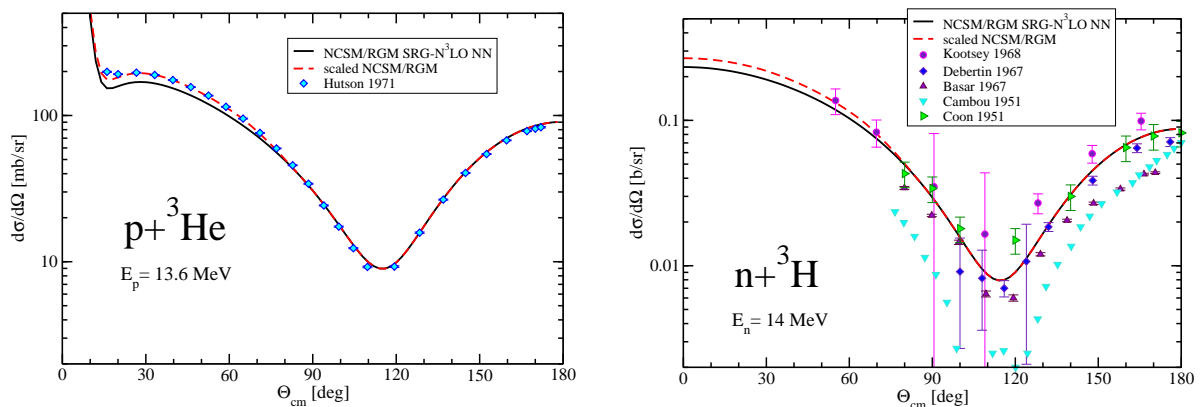 NCSM/RGM SRG-N³LO NN
scaled NCSM/RGM
Hutson 1971
100
10
dσ/dΩ [mb/sr]
p+³He
E_p= 13.6 MeV
0 30 60 90 120 150 180
Θ_cm [deg]
NCSM/RGM SRG-N³LO NN
scaled NCSM/RGM
Kootsey 1968
Debertin 1967
Basar 1967
Cambou 1951
Coon 1951
0.1
0.01
dσ/dΩ [b/sr]
n+³H
E_n= 14 MeV
0 30 60 90 120 150 180
Θ_cm [deg]